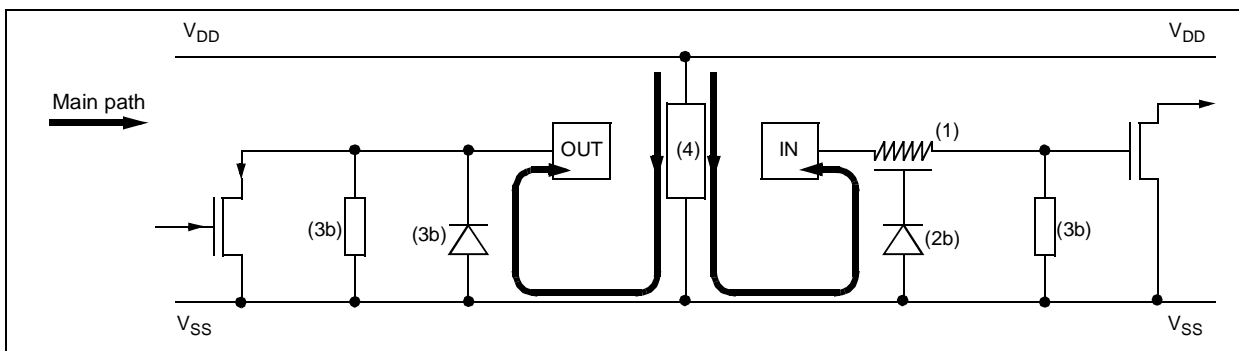 V_DD V_DD
Main path
OUT (4) IN (1)
(3b) (3b) (2b) (3b)
V_SS V_SS